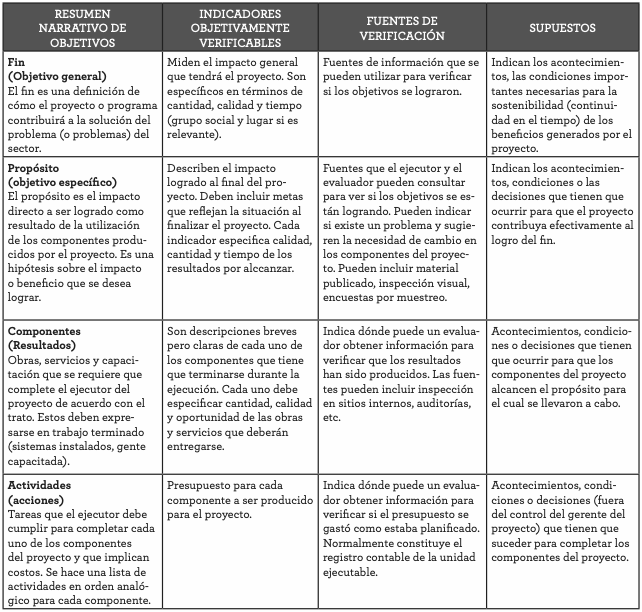 RESUMEN
NARRATIVO DE
OBJETIVOS
INDICADORES
OBJETIVAMENTE
VERIFICABLES
FUENTES DE
VERIFICACIÓN
SUPUESTOS
Fin
(Objetivo general)
El fin es una definición de
cómo el proyecto o programa
contribuirá a la solución del
problema (o problemas) del
sector.
Miden el impacto general
que tendrá el proyecto. Son
específicos en términos de
cantidad, calidad y tiempo
(grupo social y lugar si es
relevante).
Fuentes de información que se
pueden utilizar para verificar
si los objetivos se lograron.
Indican los acontecimien-
tos, las condiciones impor-
tantes necesarias para la
sostenibilidad (continui-
dad en el tiempo) de los
beneficios generados por el
proyecto.
Propósito
(objetivo específico)
El propósito es el impacto
directo a ser logrado como
resultado de la utilización
de los componentes produ-
cidos por el proyecto. Es una
hipótesis sobre el impacto
o beneficio que se desea
lograr.
Describen el impacto
logrado al final del pro-
yecto. Deben incluir metas
que reflejan la situación al
finalizar el proyecto. Cada
indicador especifica calidad,
cantidad y tiempo de los
resultados por alccanzar.
Fuentes que el ejecutor y el
evaluador pueden consultar
para ver si los objetivos se es-
tán logrando. Pueden indicar
si existe un problema y sugie-
ren la necesidad de cambio en
los componentes del proyec-
to. Pueden incluir material
publicado, inspección visual,
encuestas por muestreo.
Indican los acontecimien-
tos, condiciones o las
decisiones que tienen que
ocurrir para que el proyecto
contribuya efectivamente al
logro del fin.
Componentes
(Resultados)
Obras, servicios y capaci-
tación que se requiere que
complete el ejecutor del
proyecto de acuerdo con el
trato. Estos deben expre-
sarse en trabajo terminado
(sistemas instalados, gente
capacitada).
Son descripciones breves
pero claras de cada uno de
los componentes que tiene
que terminarse durante la
ejecución. Cada uno debe
especificar cantidad, calidad
y oportunidad de las obras
y servicios que deberán
entregarse.
Indica dónde puede un evalua-
dor obtener información para
verificar que los resultados
han sido producidos. Las fuen-
tes pueden incluir inspección
en sitios internos, auditorías,
etc.
Acontecimientos, condicio-
nes o decisiones que tienen
que ocurrir para que los
componentes del proyecto
alcancen el propósito para
el cual se llevaron a cabo.
Actividades
(acciones)
Tareas que el ejecutor debe
cumplir para completar cada
uno de los componentes
del proyecto y que implican
costos. Se hace una lista de
actividades en orden analó-
gico para cada componente.
Presupuesto para cada
componente a ser producido
para el proyecto.
Indica dónde puede un evalua-
dor obtener información para
verificar si el presupuesto se
gastó como estaba planificado.
Normalmente constituye el
registro contable de la unidad
ejecutable.
Acontecimientos, condi-
ciones o decisiones (fuera
del control del gerente del
proyecto) que tienen que
suceder para completar los
componentes del proyecto.